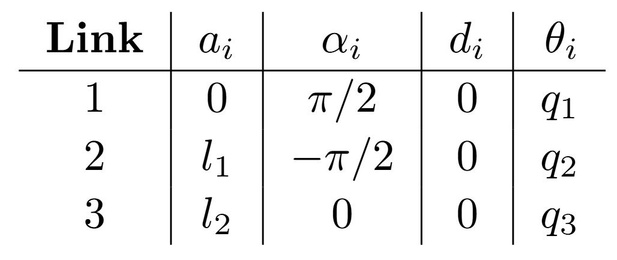 Link a_i α_i d_i θ_i
1 0 π/2 0 q_1
2 l_1 −π/2 0 q_2
3 l_2 0 0 q_3